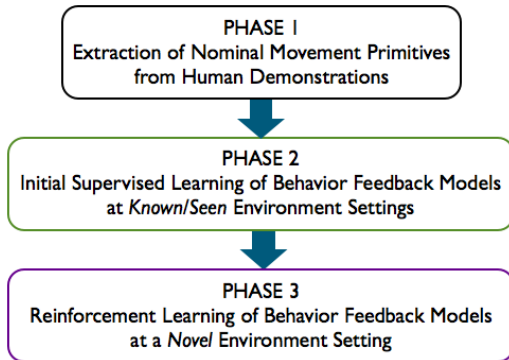 PHASE 1
Extraction of Nominal Movement Primitives
from Human Demonstrations
PHASE 2
Initial Supervised Learning of Behavior Feedback Models
at Known/Seen Environment Settings
PHASE 3
Reinforcement Learning of Behavior Feedback Models
at a Novel Environment Setting